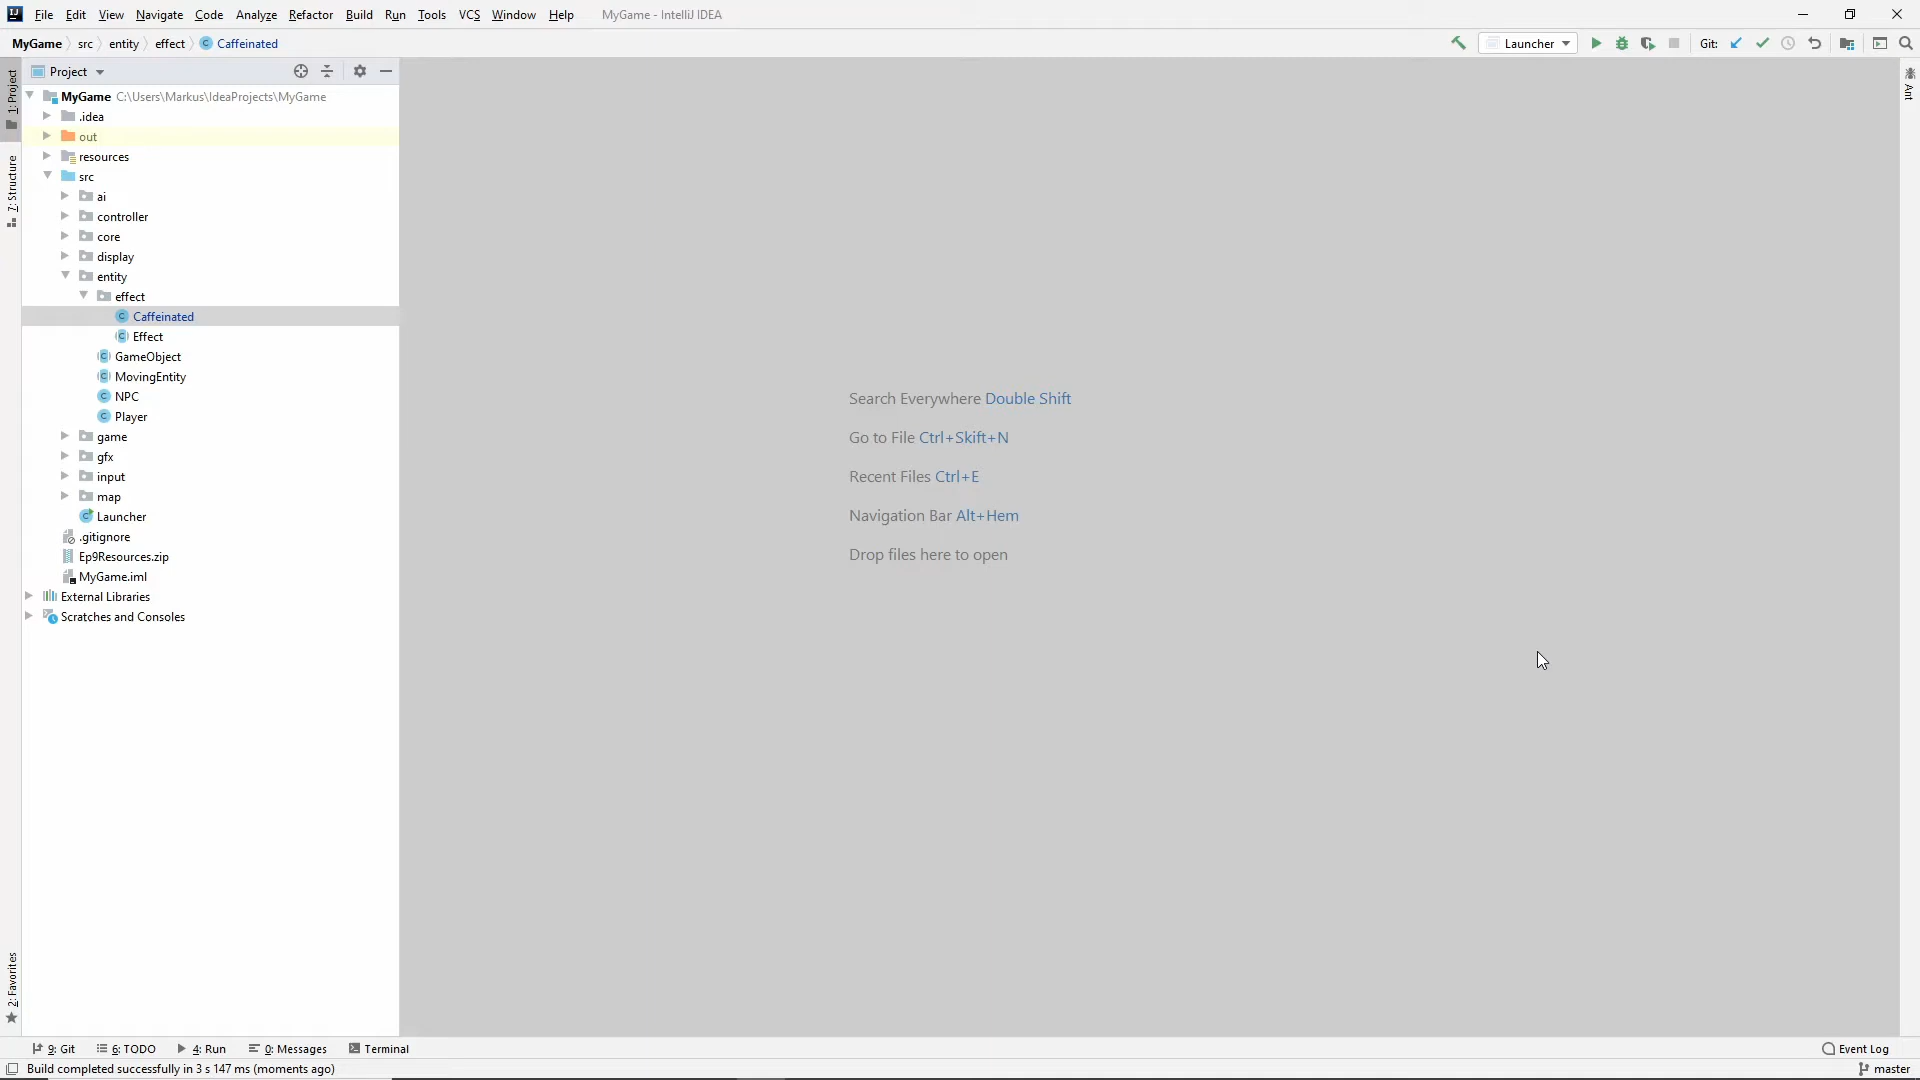 File Edit View Navigate Code Analyze Refactor Build Run Tools VCS Window Help MyGame - IntelliJ IDEA
MyGame src entity effect Caffeinated
Launcher
Git:
1: Project
7: Structure
2: Favorites
Ant
Project
MyGame C:\Users\Markus\IdeaProjects\MyGame
.idea
out
resources
src
ai
controller
core
display
entity
effect
Caffeinated
Effect
GameObject
MovingEntity
NPC
Player
game
gfx
input
map
Launcher
.gitignore
Ep9Resources.zip
MyGame.iml
External Libraries
Scratches and Consoles
Search Everywhere Double Shift
Go to File Ctrl+Skift+N
Recent Files Ctrl+E
Navigation Bar Alt+Hem
Drop files here to open
9: Git 6: TODO 4: Run 0: Messages Terminal
Event Log
Build completed successfully in 3 s 147 ms (moments ago)
master